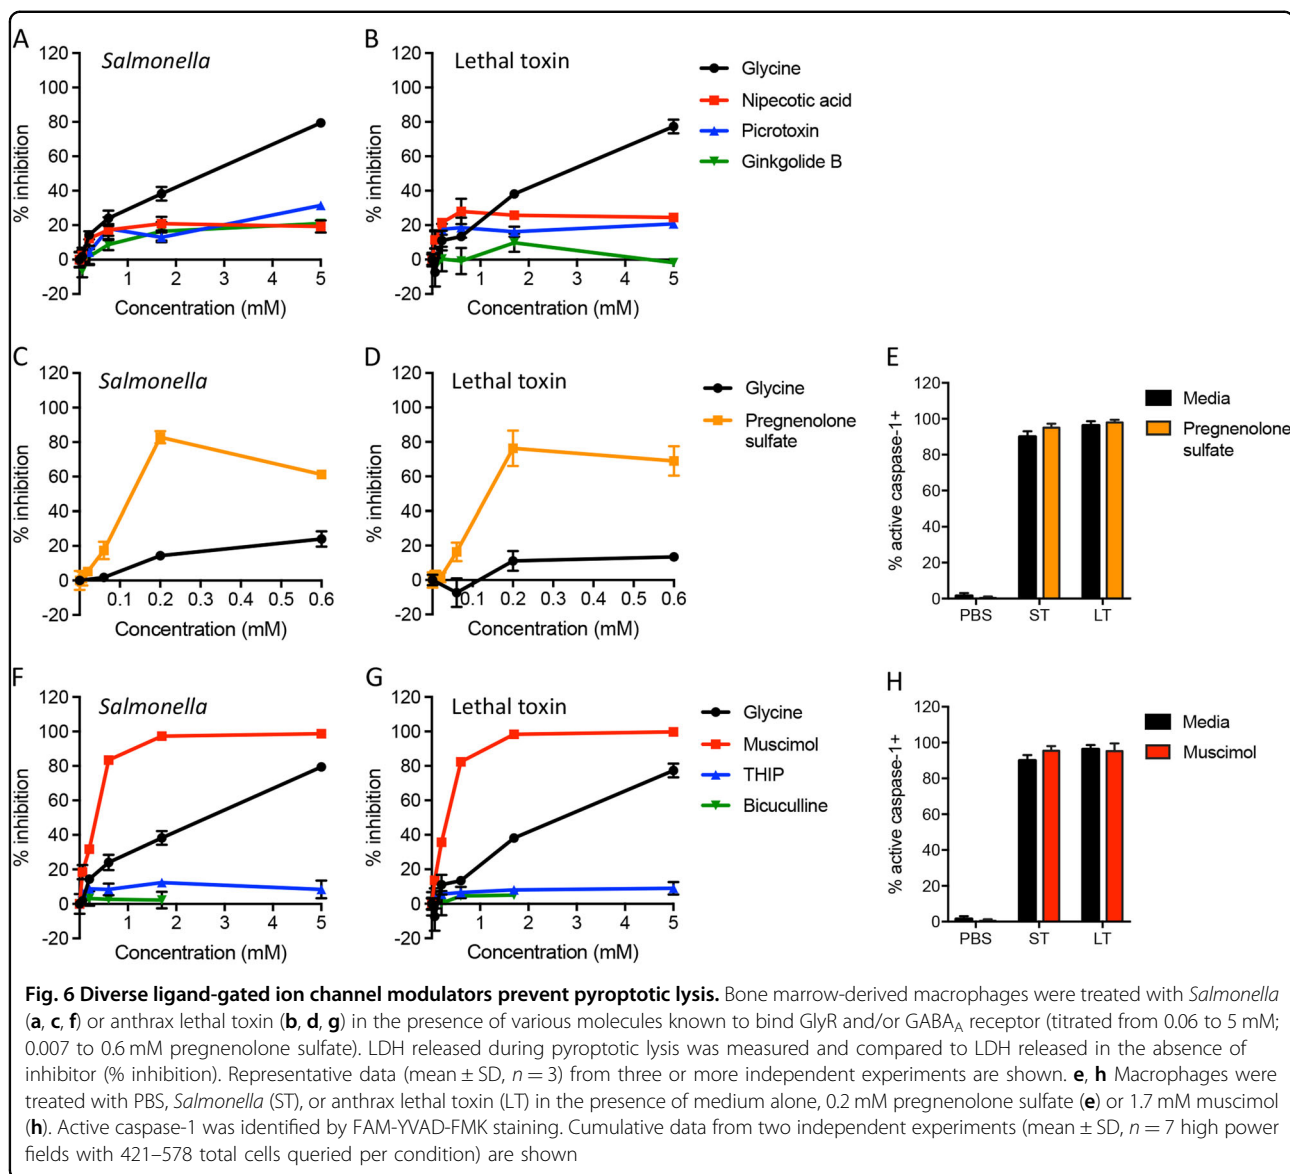 A
Salmonella
% inhibition
120
100
80
60
40
20
0
-20
1 2 3 4 5
Concentration (mM)
B
Lethal toxin
% inhibition
120
100
80
60
40
20
0
-20
1 2 3 4 5
Concentration (mM)
Glycine
Nipecotic acid
Picrotoxin
Ginkgolide B
C
Salmonella
% inhibition
120
100
80
60
40
20
0
-20
0.1 0.2 0.3 0.4 0.5 0.6
Concentration (mM)
D
Lethal toxin
% inhibition
120
100
80
60
40
20
0
-20
0.1 0.2 0.3 0.4 0.5 0.6
Concentration (mM)
Glycine
Pregnenolone
sulfate
E
% active caspase-1+
120
100
80
60
40
20
0
PBS ST LT
Media
Pregnenolone
sulfate
F
Salmonella
% inhibition
120
100
80
60
40
20
0
-20
1 2 3 4 5
Concentration (mM)
G
Lethal toxin
% inhibition
120
100
80
60
40
20
0
-20
1 2 3 4 5
Concentration (mM)
Glycine
Muscimol
THIP
Bicuculline
H
% active caspase-1+
120
100
80
60
40
20
0
PBS ST LT
Media
Muscimol
Fig. 6 Diverse ligand-gated ion channel modulators prevent pyroptotic lysis. Bone marrow-derived macrophages were treated with Salmonella
(a, c, f) or anthrax lethal toxin (b, d, g) in the presence of various molecules known to bind GlyR and/or GABAA receptor (titrated from 0.06 to 5 mM;
0.007 to 0.6 mM pregnenolone sulfate). LDH released during pyroptotic lysis was measured and compared to LDH released in the absence of
inhibitor (% inhibition). Representative data (mean ± SD, n = 3) from three or more independent experiments are shown. e, h Macrophages were
treated with PBS, Salmonella (ST), or anthrax lethal toxin (LT) in the presence of medium alone, 0.2 mM pregnenolone sulfate (e) or 1.7 mM muscimol
(h). Active caspase-1 was identified by FAM-YVAD-FMK staining. Cumulative data from two independent experiments (mean ± SD, n = 7 high power
fields with 421–578 total cells queried per condition) are shown